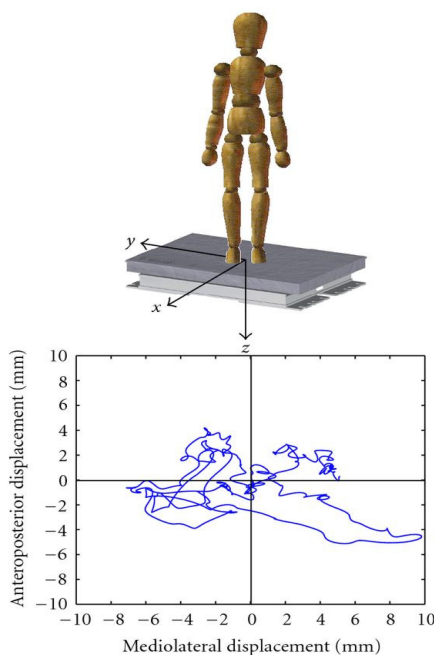 y
x
z
10
8
6
4
2
0
−2
−4
−6
−8
−10
Anteroposterior displacement (mm)
−10 −8 −6 −4 −2 0 2 4 6 8 10
Mediolateral displacement (mm)